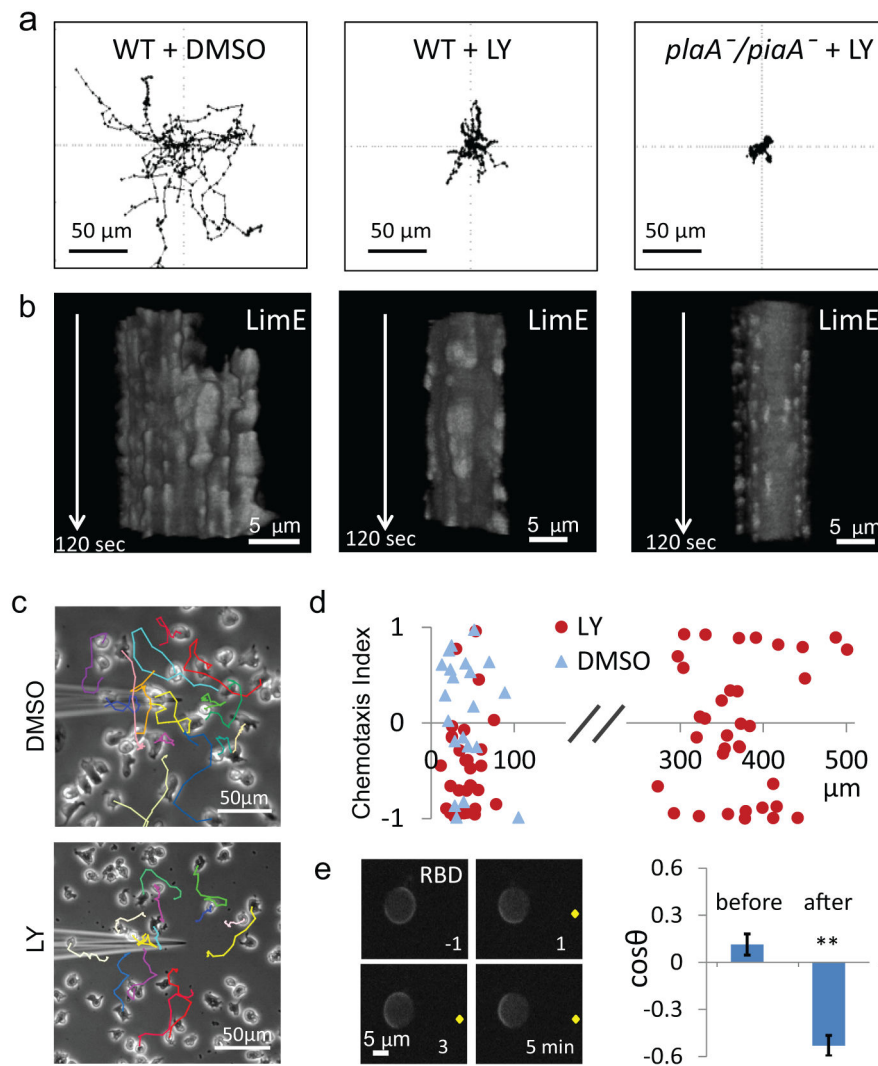 a
WT + DMSO
WT + LY
plaA⁻/piaA⁻ + LY
50 µm
50 µm
50 µm
b
LimE
LimE
LimE
120 sec
5 µm
120 sec
5 µm
120 sec
5 µm
c
DMSO
50µm
LY
50µm
d
LY
DMSO
Chemotaxis Index
1
0
-1
0
100
300
400
500
µm
e
RBD
-1
1
3
5 min
5 µm
cosθ
0.6
0.3
0
-0.3
-0.6
before
after
**